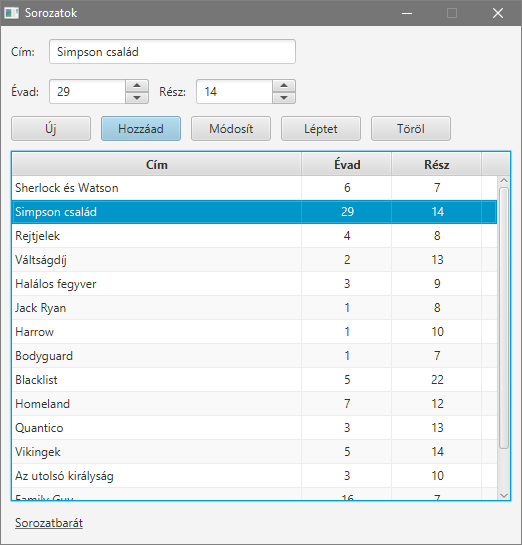 Sorozatok
Cím: Simpson család
Évad: 29 Rész: 14
Új Hozzáad Módosít Léptet Töröl
Cím Évad Rész
Sherlock és Watson 6 7
Simpson család 29 14
Rejtjelek 4 8
Váltságdíj 2 13
Halálos fegyver 3 9
Jack Ryan 1 8
Harrow 1 10
Bodyguard 1 7
Blacklist 5 22
Homeland 7 12
Quantico 3 13
Vikingek 5 14
Az utolsó királyság 3 10
Family Guy 16 7
Sorozatbarát